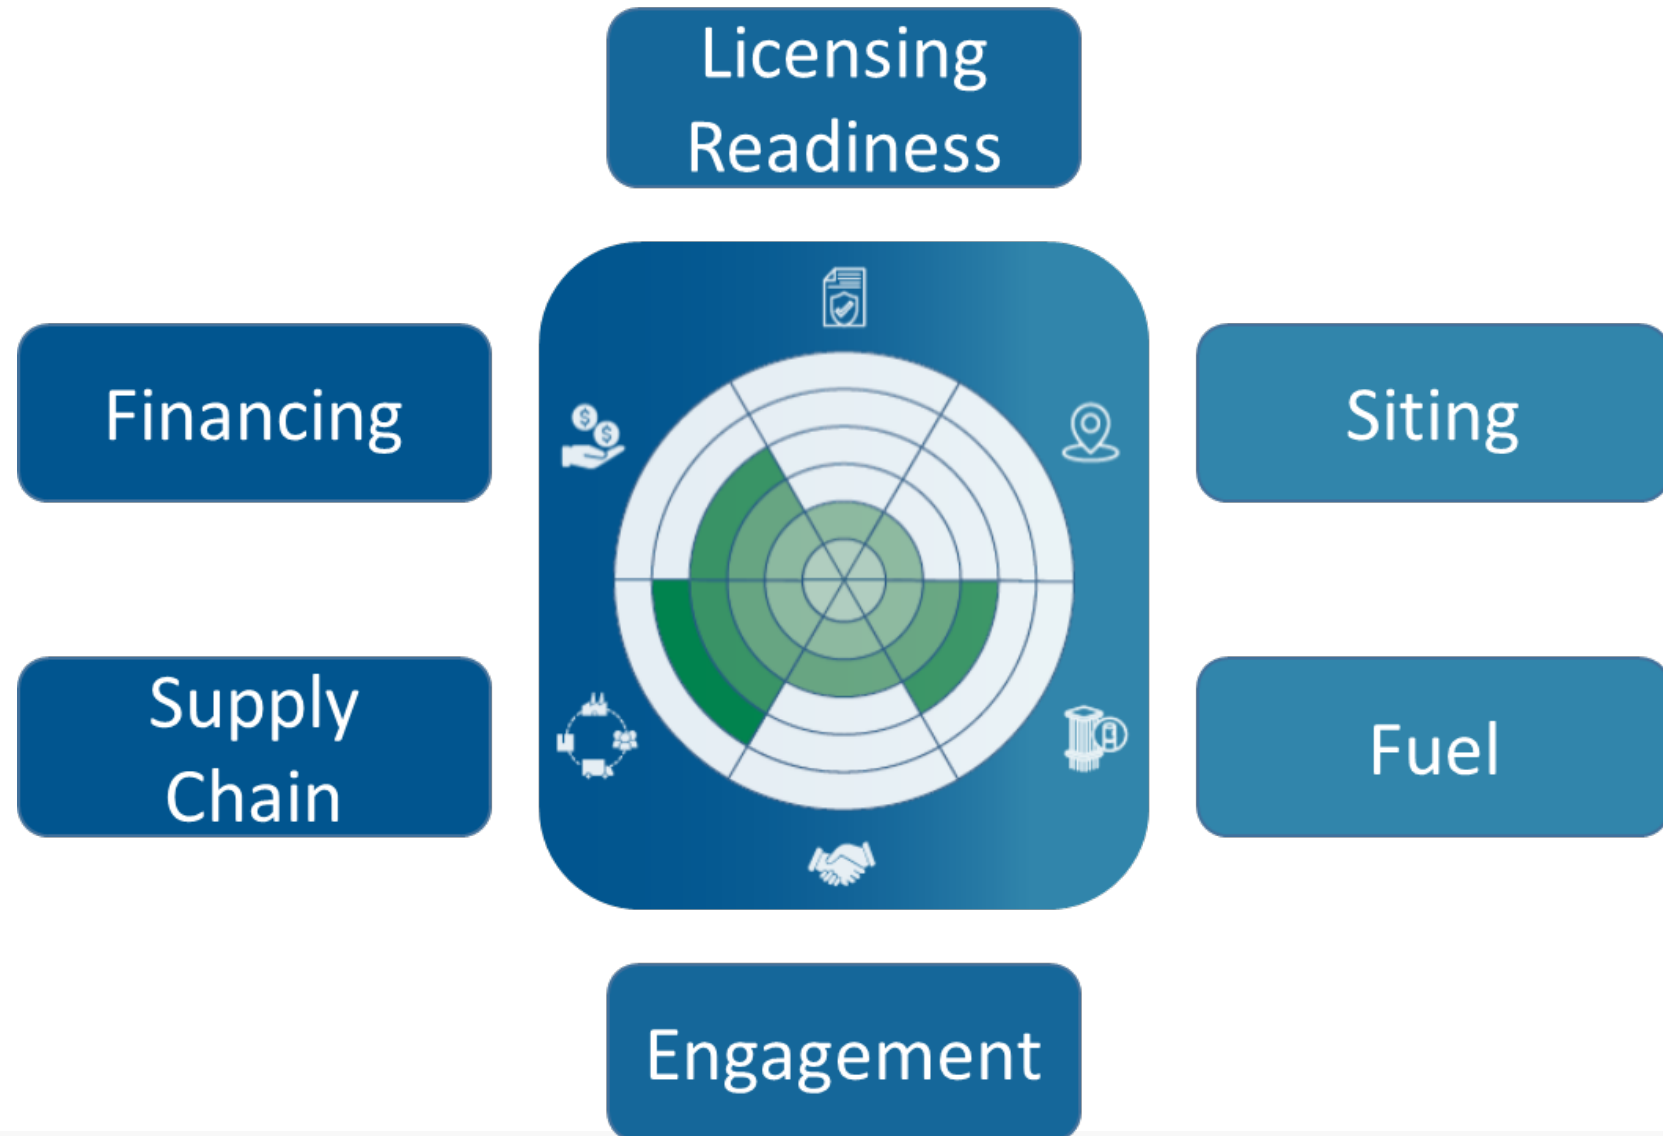 Licensing
Readiness
Financing
Siting
Supply
Chain
Fuel
Engagement